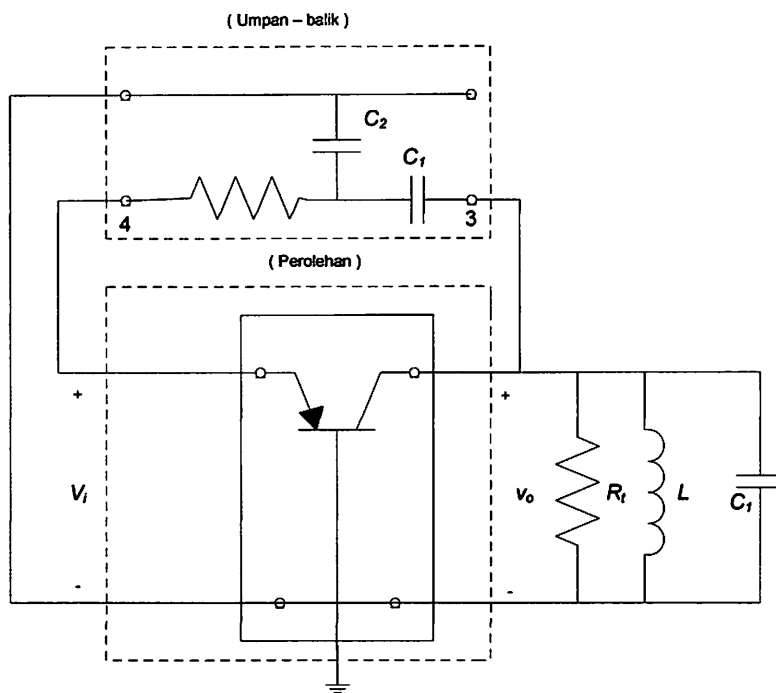 ( Umpan – balik )
C2
C1
4
3
( Perolehan )
+
+
Vi
vo
Rt
L
C1
-
-